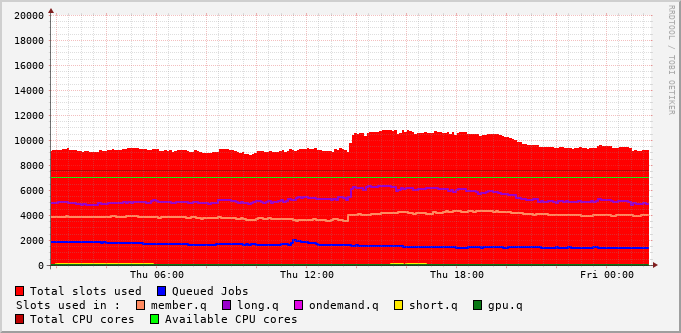 20000
18000
16000
14000
12000
10000
8000
6000
4000
2000
0
Thu 06:00 Thu 12:00 Thu 18:00 Fri 00:00
Total slots used Queued Jobs
Slots used in : member.q long.q ondemand.q short.q gpu.q
Total CPU cores Available CPU cores
RRDTOOL / TOBI OETIKER